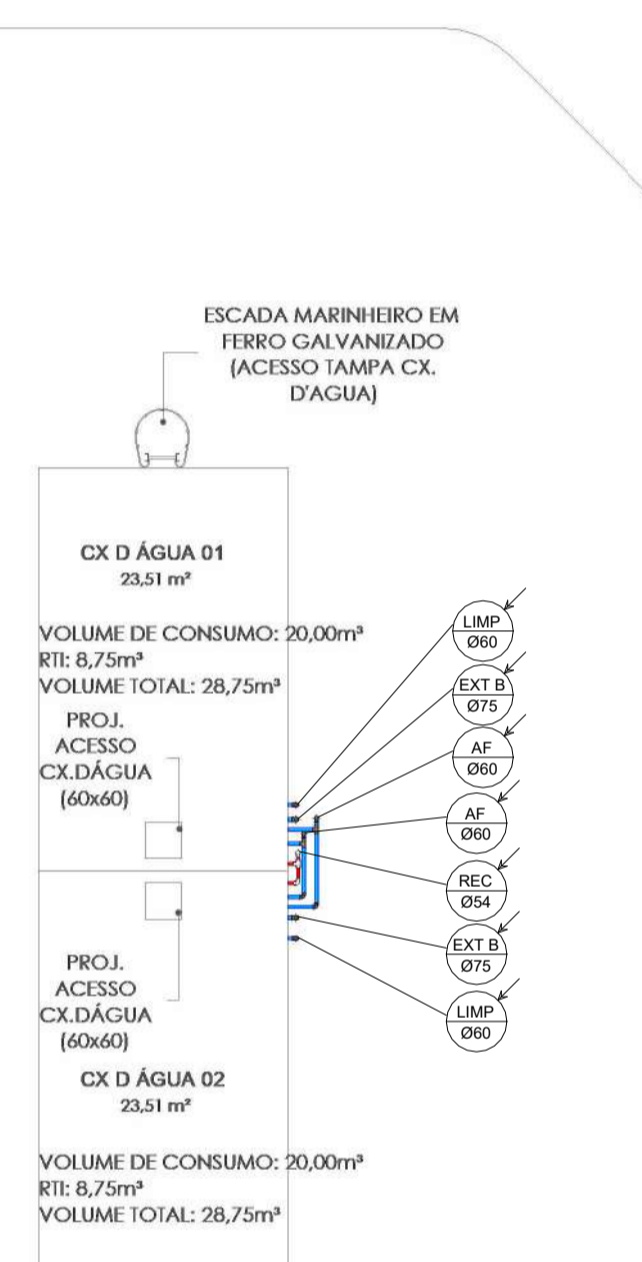 ESCADA MARINHEIRO EM
FERRO GALVANIZADO
(ACESSO TAMPA CX.
D'AGUA)
CX D ÁGUA 01
23,51 m²
VOLUME DE CONSUMO: 20,00m³
RTI: 8,75m³
VOLUME TOTAL: 28,75m³
PROJ.
ACESSO
CX.DÁGUA
(60x60)
LIMP
Ø60
EXT B
Ø75
AF
Ø60
AF
Ø60
REC
Ø54
EXT B
Ø75
LIMP
Ø60
PROJ.
ACESSO
CX.DÁGUA
(60x60)
CX D ÁGUA 02
23,51 m²
VOLUME DE CONSUMO: 20,00m³
RTI: 8,75m³
VOLUME TOTAL: 28,75m³